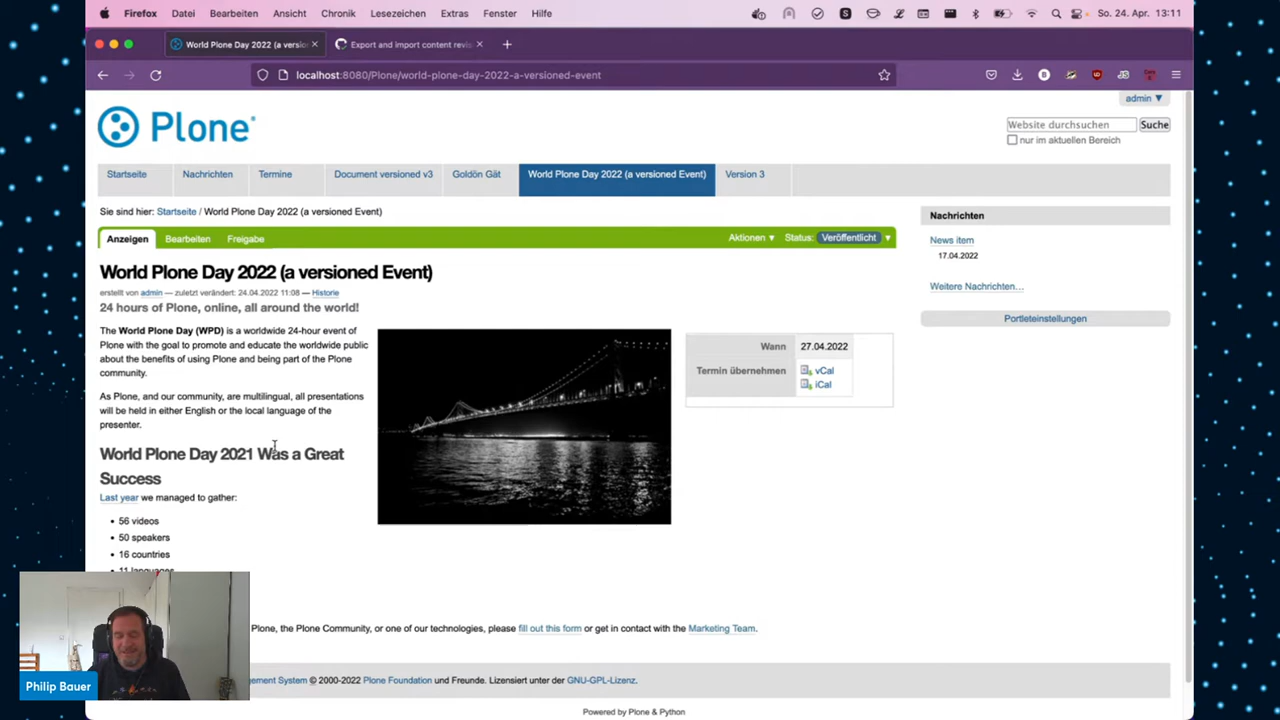 Firefox Datei Bearbeiten Ansicht Chronik Lesezeichen Extras Fenster Hilfe So. 24. Apr. 13:11
World Plone Day 2022 (a versio Export and import content revis
localhost:8080/Plone/world-plone-day-2022-a-versioned-event
admin ▼
Plone
Website durchsuchen Suche
nur im aktuellen Bereich
Startseite Nachrichten Termine Document versioned v3 Goldön Gät World Plone Day 2022 (a versioned Event) Version 3
Sie sind hier: Startseite / World Plone Day 2022 (a versioned Event)
Nachrichten
Anzeigen Bearbeiten Freigabe Aktionen ▼ Status: Veröffentlicht ▼
News item
17.04.2022
World Plone Day 2022 (a versioned Event)
Weitere Nachrichten…
erstellt von admin — zuletzt verändert: 24.04.2022 11:08 — Historie
24 hours of Plone, online, all around the world!
Portleteinstellungen
The World Plone Day (WPD) is a worldwide 24-hour event of
Plone with the goal to promote and educate the worldwide public
about the benefits of using Plone and being part of the Plone
community.
Wann 27.04.2022
Termin übernehmen vCal
iCal
As Plone, and our community, are multilingual, all presentations
will be held in either English or the local language of the
presenter.
World Plone Day 2021 Was a Great
Success
Last year we managed to gather:
• 56 videos
• 50 speakers
• 16 countries
11 languages
Plone, the Plone Community, or one of our technologies, please fill out this form or get in contact with the Marketing Team.
gement System © 2000-2022 Plone Foundation und Freunde. Lizensiert unter der GNU-GPL-Lizenz.
Philip Bauer
Powered by Plone & Python